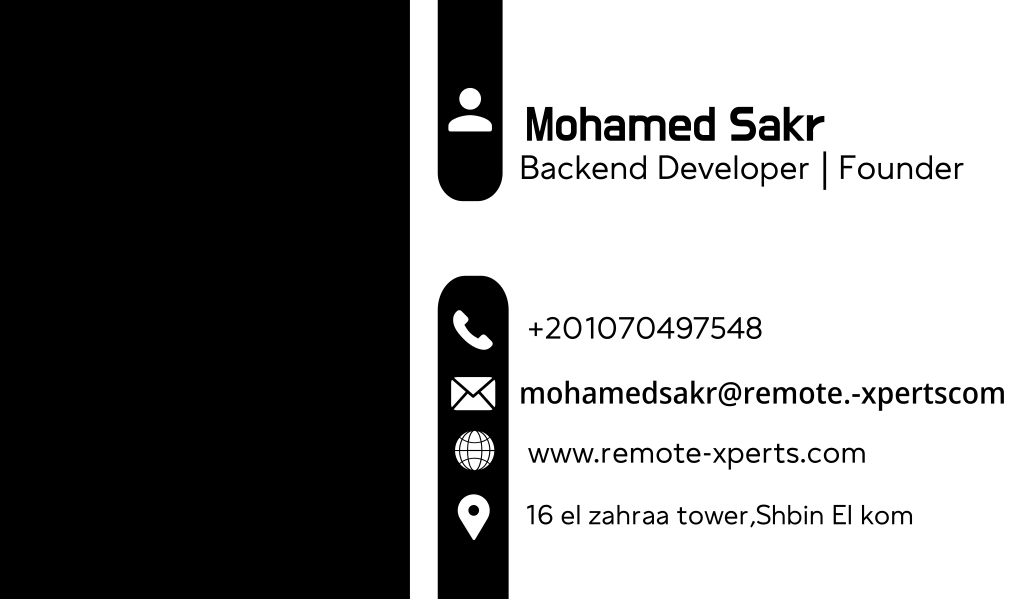 Mohamed Sakr
Backend Developer | Founder
+201070497548
mohamedsakr@remote.-xpertscom
www.remote-xperts.com
16 el zahraa tower,Shbin El kom